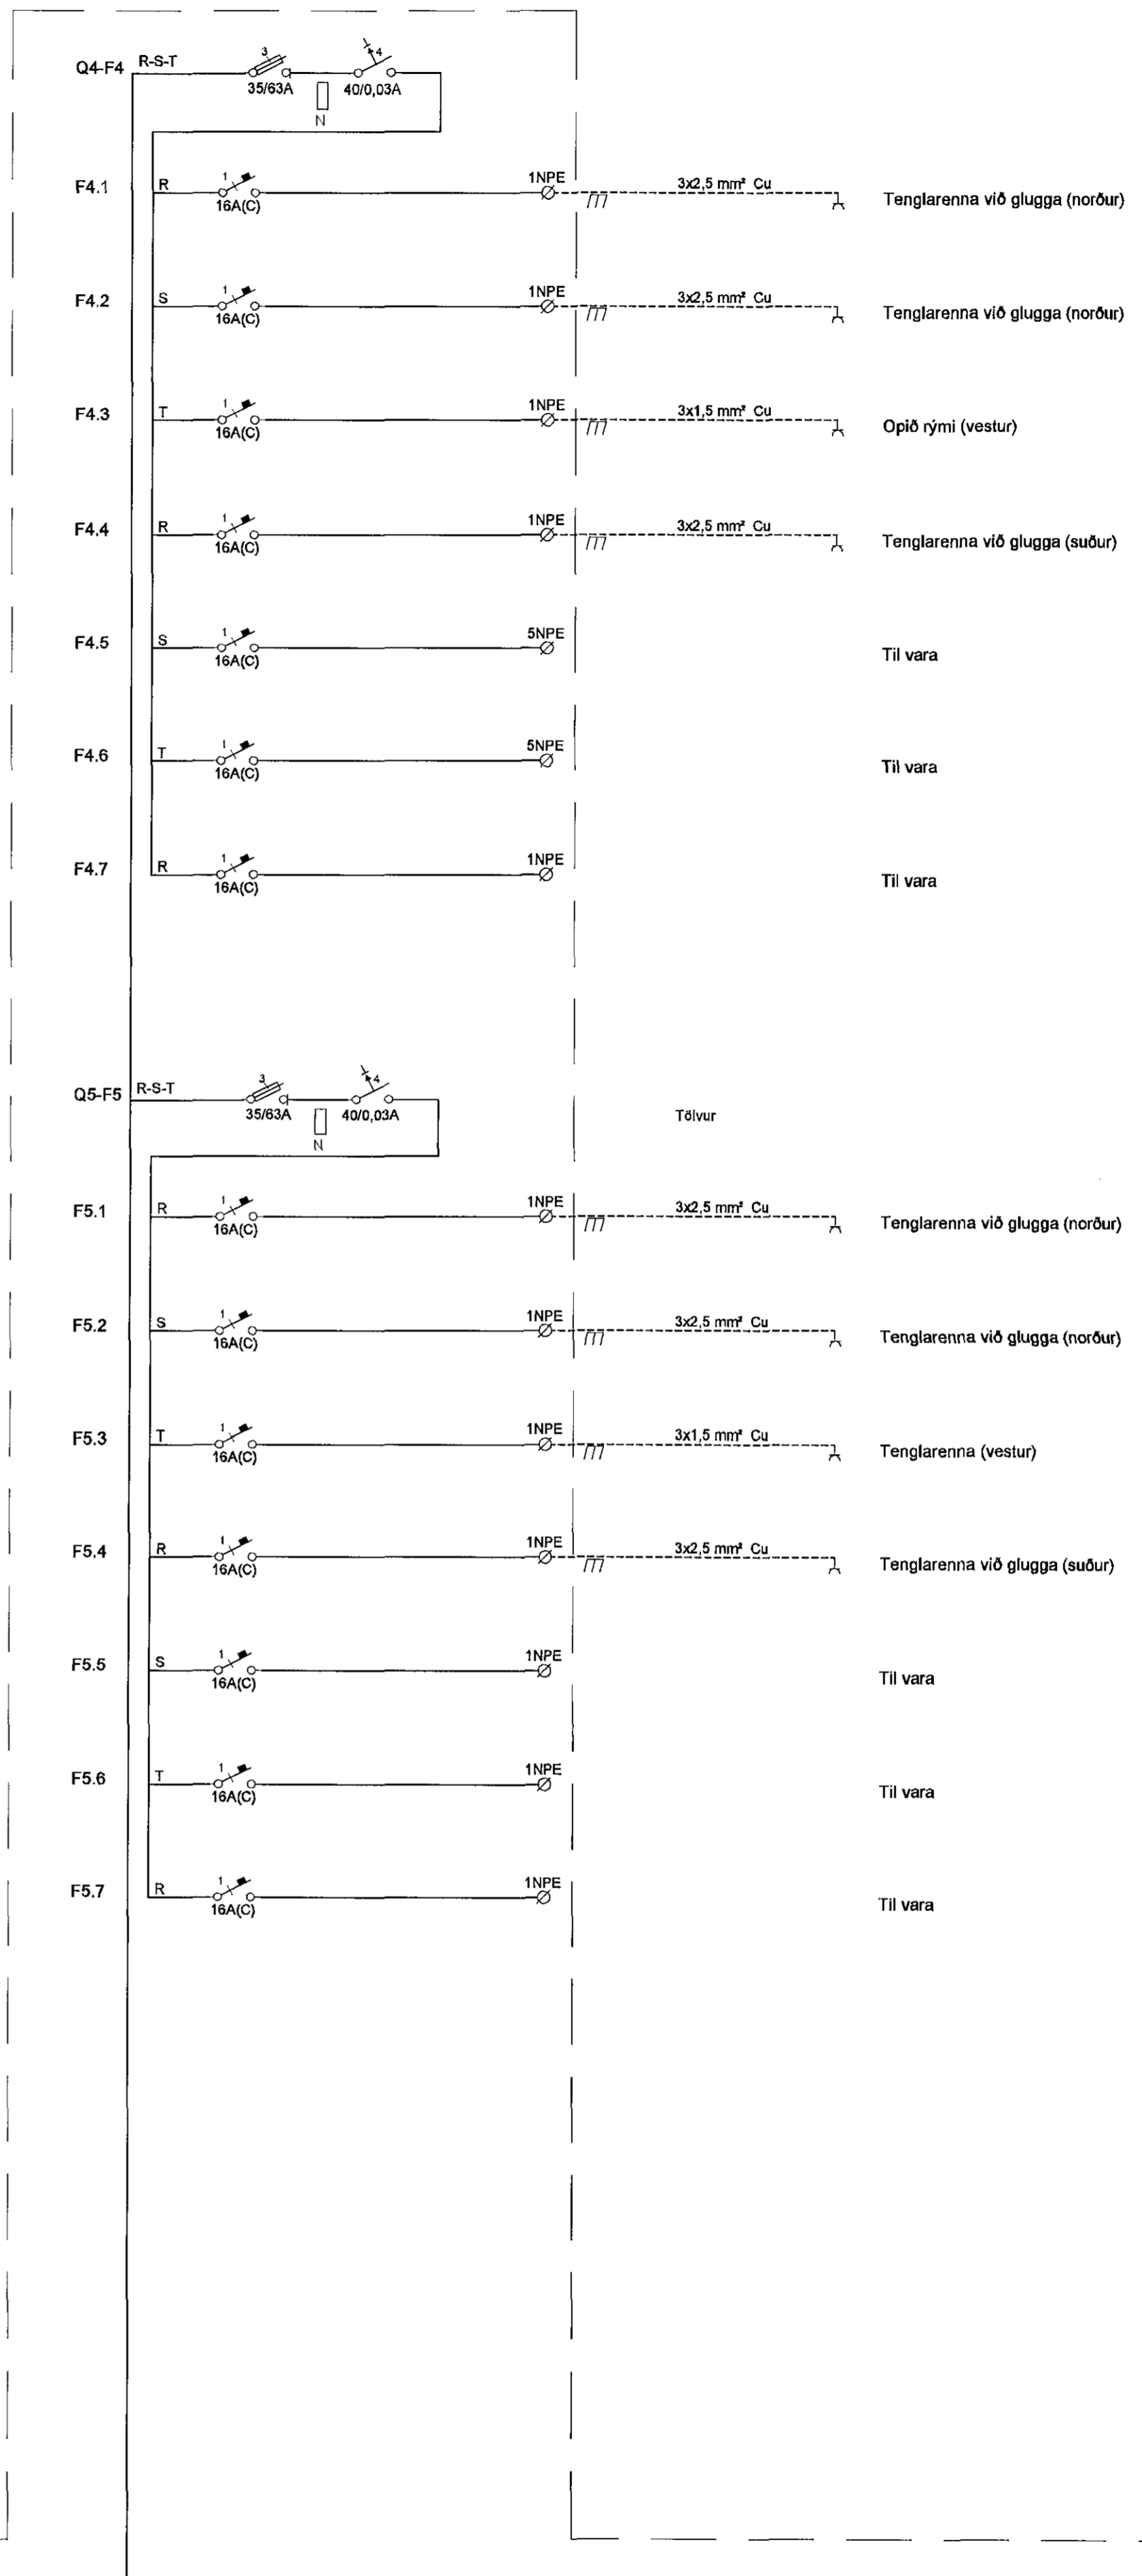 Q4-F4 R-S-T 3 4
35/63A 40/0,03A
N
F4.1 R 1 1NPE 3x2,5 mm² Cu
16A(C) Tenglarenna við glugga (norður)
F4.2 S 1 1NPE 3x2,5 mm² Cu
16A(C) Tenglarenna við glugga (norður)
F4.3 T 1 1NPE 3x1,5 mm² Cu
16A(C) Opið rými (vestur)
F4.4 R 1 1NPE 3x2,5 mm² Cu
16A(C) Tenglarenna við glugga (suður)
F4.5 S 1 5NPE
16A(C) Til vara
F4.6 T 1 5NPE
16A(C) Til vara
F4.7 R 1 1NPE
16A(C) Til vara
Q5-F5 R-S-T 3 4
35/63A 40/0,03A Tölvur
N
F5.1 R 1 1NPE 3x2,5 mm² Cu
16A(C) Tenglarenna við glugga (norður)
F5.2 S 1 1NPE 3x2,5 mm² Cu
16A(C) Tenglarenna við glugga (norður)
F5.3 T 1 1NPE 3x1,5 mm² Cu
16A(C) Tenglarenna (vestur)
F5.4 R 1 1NPE 3x2,5 mm² Cu
16A(C) Tenglarenna við glugga (suður)
F5.5 S 1 1NPE
16A(C) Til vara
F5.6 T 1 1NPE
16A(C) Til vara
F5.7 R 1 1NPE
16A(C) Til vara